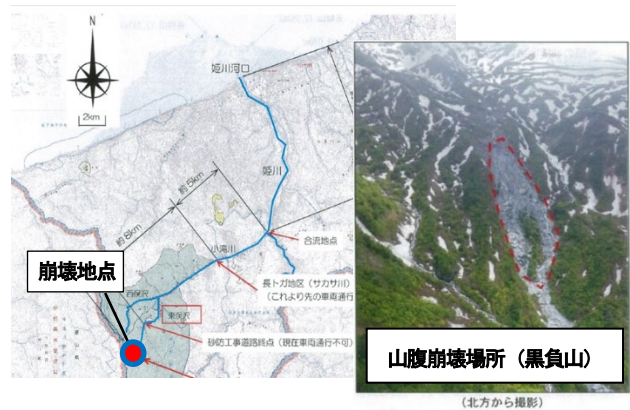 N
2km
姫川河口
姫川
約5km
約8km
合流地点
小滝川
長トガ地区（サカサ川）
（これより先の車両通行
崩壊地点
西俣沢
東俣沢
砂防工事道路終点（現在車両通行不可）
山腹崩壊場所（黒負山）
（北方から撮影）